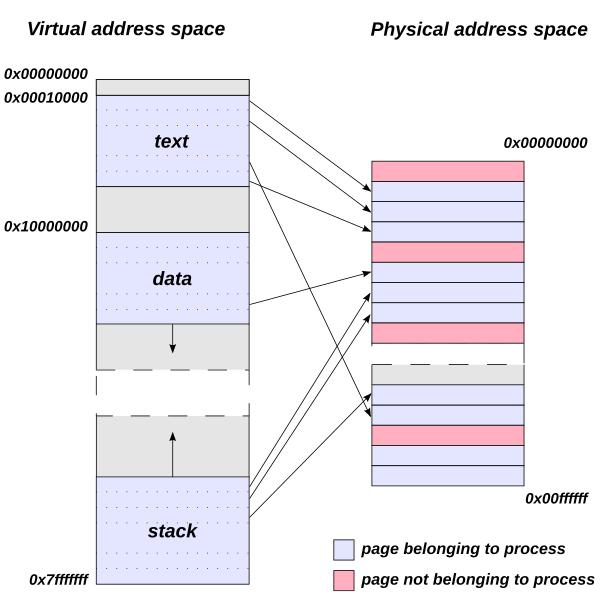 Virtual address space
Physical address space
0x00000000
0x00010000
text
0x10000000
data
stack
0x7fffffff
0x00000000
0x00ffffff
page belonging to process
page not belonging to process